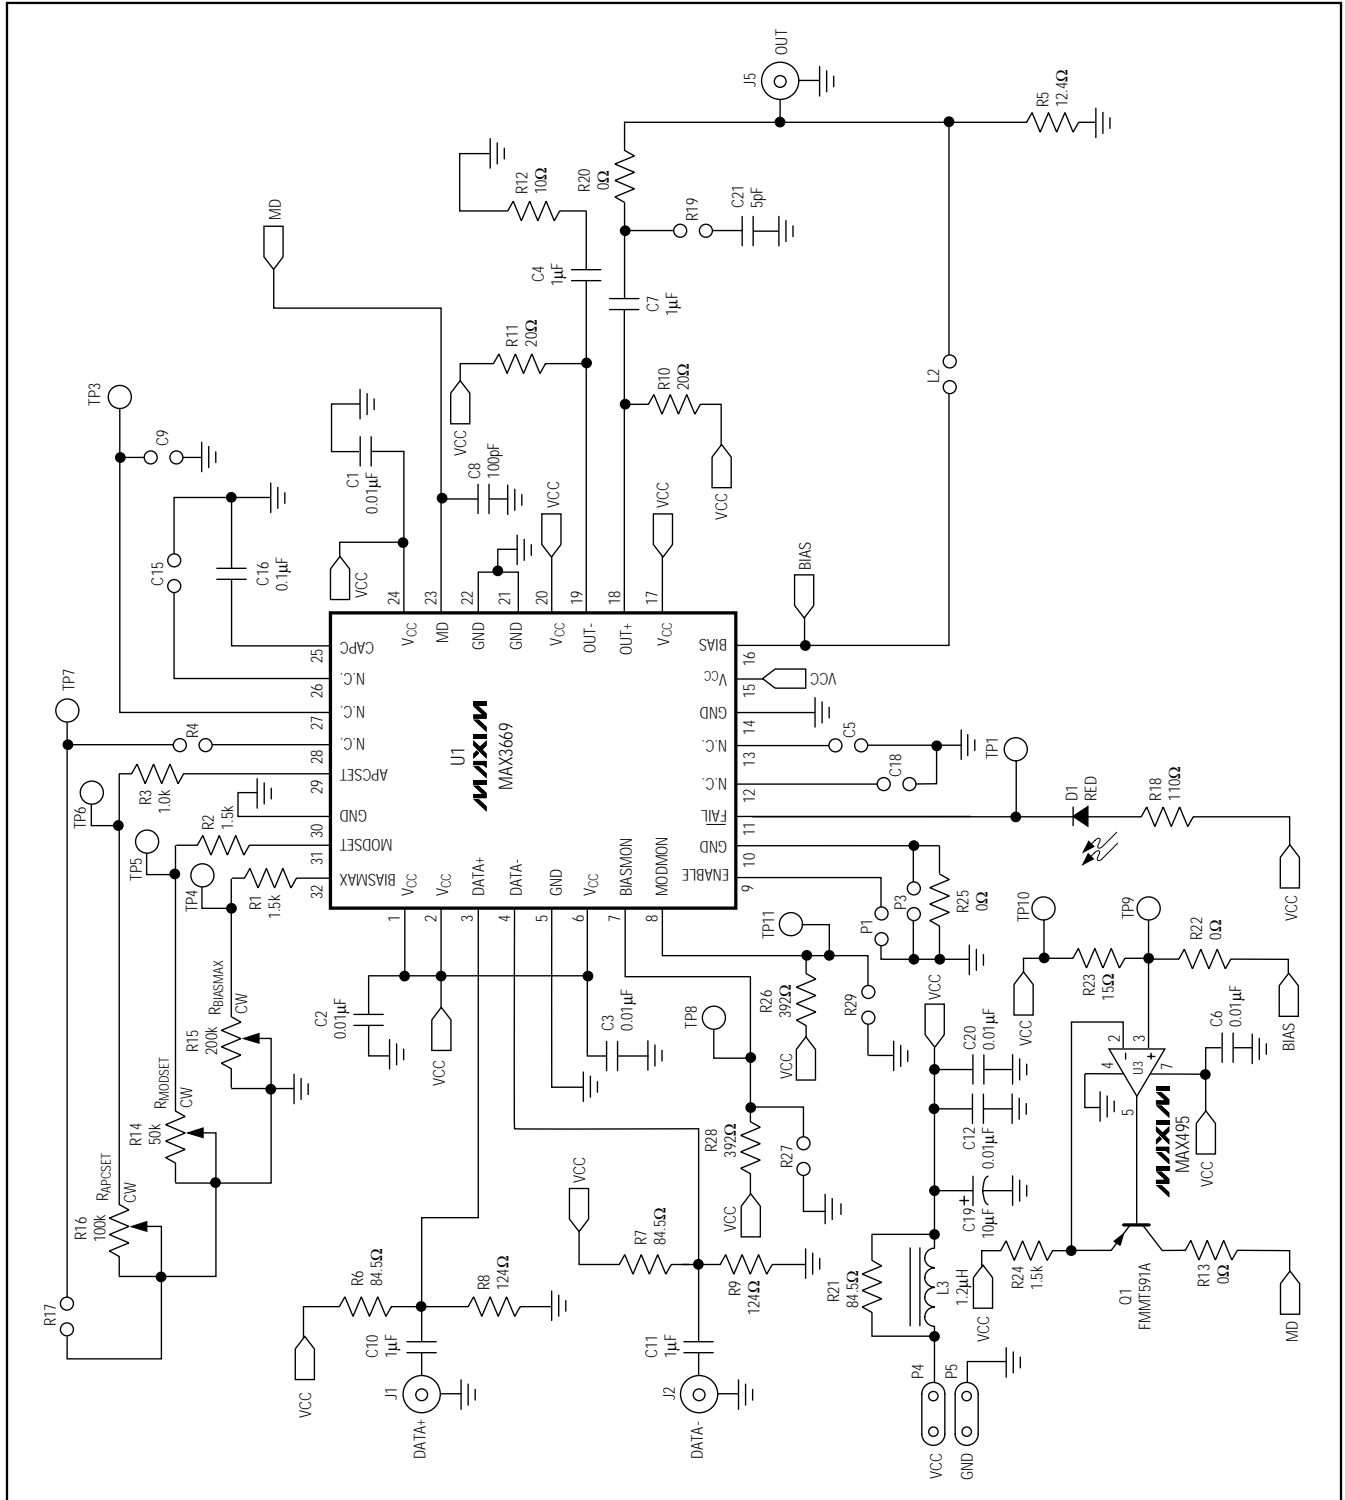 J5
OUT
R5
12.4Ω
R12
10Ω
R20
0Ω
R19
C21
5pF
MD
C4
1µF
C7
1µF
R11
20Ω
R10
20Ω
L2
TP3
C9
C1
0.01µF
VCC
C8
100pF
VCC
VCC
VCC
C15
C16
0.1µF
VCC
BIAS
TP7
R4
TP6
R3
1.0k
TP5
R2
1.5k
TP4
R1
1.5k
24
23
22
21
20
19
18
17
VCC
MD
GND
GND
VCC
OUT-
OUT+
VCC
25
CAPC
26
N.C.
27
N.C.
28
N.C.
29
APCSET
30
GND
31
MODSET
32
BIASMAX
U1
MAXIM
MAX3669
BIAS
16
VCC
15
VCC
GND
14
N.C.
13
N.C.
12
FAIL
11
GND
10
ENABLE
9
VCC
VCC
DATA+
DATA-
GND
VCC
BIASMON
MODMON
1
2
3
4
5
6
7
8
C5
C18
TP1
D1
RED
R18
110Ω
VCC
P1
P3
R25
0Ω
TP11
R26
392Ω
VCC
R29
C2
0.01µF
VCC
C3
0.01µF
TP8
R28
392Ω
VCC
R27
RBIASMAX
R15
200k
CW
RMODSET
R14
50k
CW
RAPCSET
R16
100k
CW
R17
VCC
R6
84.5Ω
R8
124Ω
C10
1µF
J1
DATA+
VCC
R7
84.5Ω
R9
124Ω
C11
1µF
J2
DATA-
VCC
C20
0.01µF
C12
0.01µF
C19
+
10µF
R21
84.5Ω
L3
1.2µH
P4
P5
VCC
GND
TP10
VCC
R23
15Ω
TP9
R22
0Ω
BIAS
C6
0.01µF
2
3
4
7
5
-
+
U3
MAXIM
MAX495
VCC
VCC
R24
1.5k
Q1
FMMT591A
R13
0Ω
MD